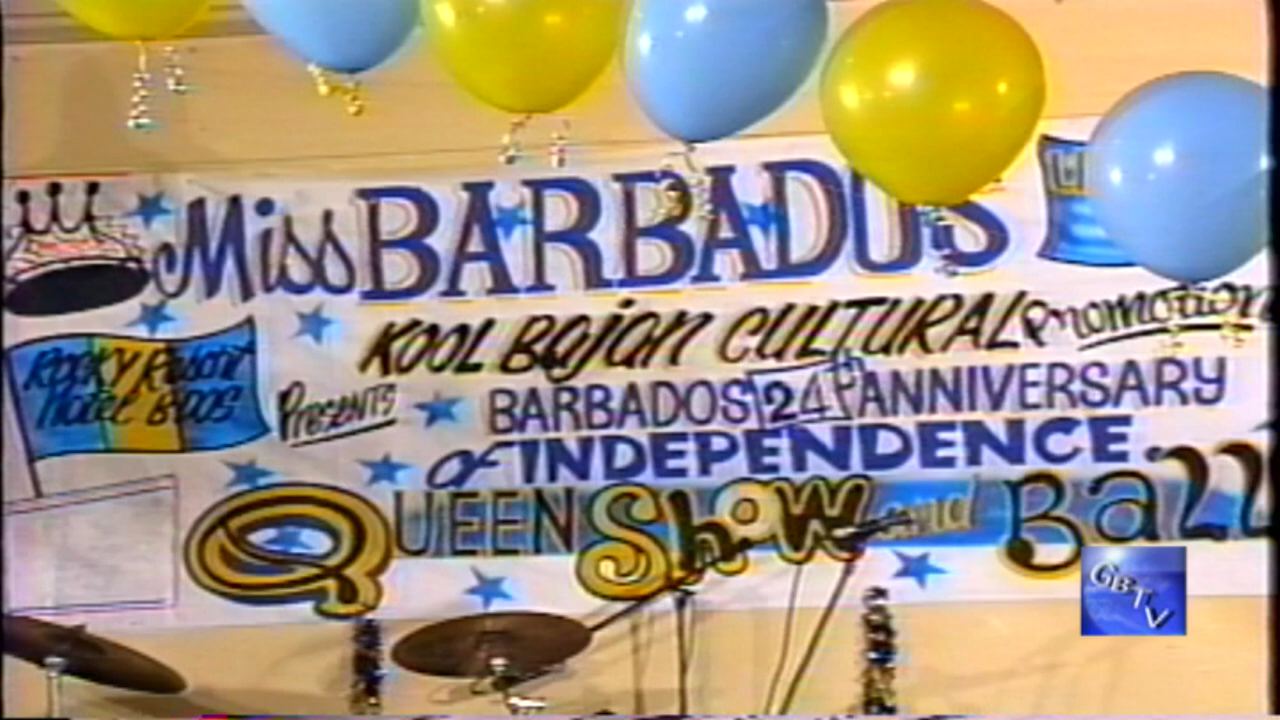 Miss BARBADOS
KOOL Bajan CULTURAL Promotion
Rocky Resort
Hotel B'DOS
PRESENTS
BARBADOS 24th ANNIVERSARY
of INDEPENDENCE.
QUEEN Show and Ball
GBTV